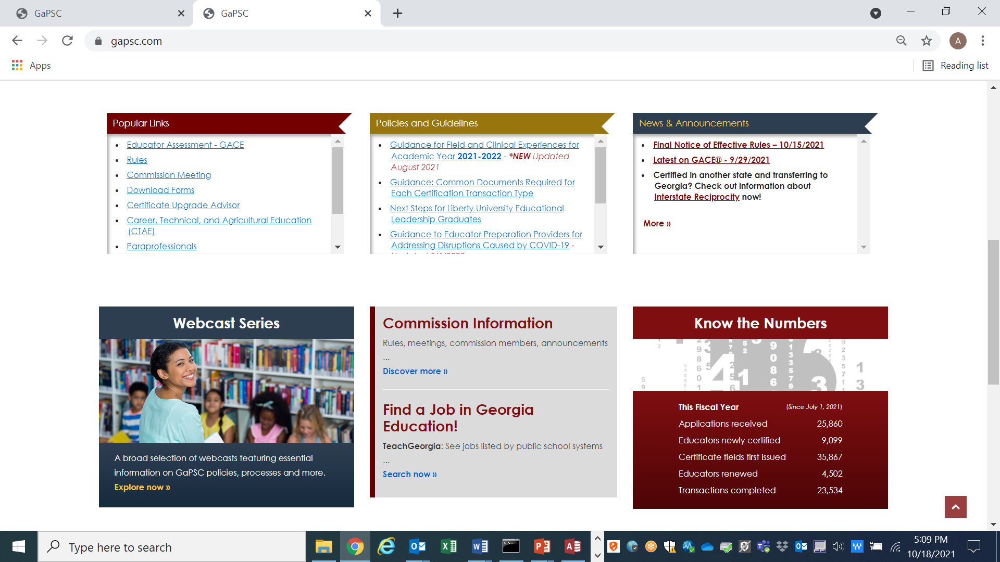 GaPSC
GaPSC
gapsc.com
A
Apps
Reading list
Popular Links
Educator Assessment - GACE
Rules
Commission Meeting
Download Forms
Certificate Upgrade Advisor
Career, Technical, and Agricultural Education
(CTAE)
Paraprofessionals
Policies and Guidelines
Guidance for Field and Clinical Experiences for
Academic Year 2021-2022 - *NEW Updated
August 2021
Guidance: Common Documents Required for
Each Certification Transaction Type
Next Steps for Liberty University Educational
Leadership Graduates
Guidance to Educator Preparation Providers for
Addressing Disruptions Caused by COVID-19 -
News & Announcements
Final Notice of Effective Rules – 10/15/2021
Latest on GACE® - 9/29/2021
Certified in another state and transferring to
Georgia? Check out information about
Interstate Reciprocity now!
More »
Webcast Series
A broad selection of webcasts featuring essential
information on GaPSC policies, processes and more.
Explore now »
Commission Information
Rules, meetings, commission members, announcements
...
Discover more »
Find a Job in Georgia
Education!
TeachGeorgia: See jobs listed by public school systems
...
Search now »
Know the Numbers
This Fiscal Year (Since July 1, 2021)
Applications received 25,860
Educators newly certified 9,099
Certificate fields first issued 35,867
Educators renewed 4,502
Transactions completed 23,534
Type here to search
5:09 PM
10/18/2021